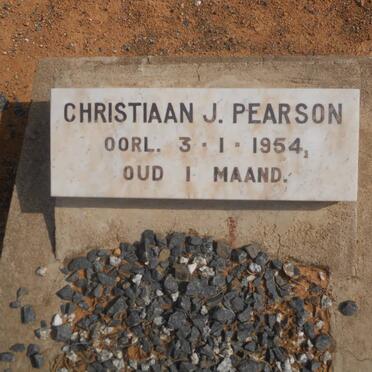 CHRISTIAAN J. PEARSON
OORL. 3·1·1954,
OUD 1 MAAND.